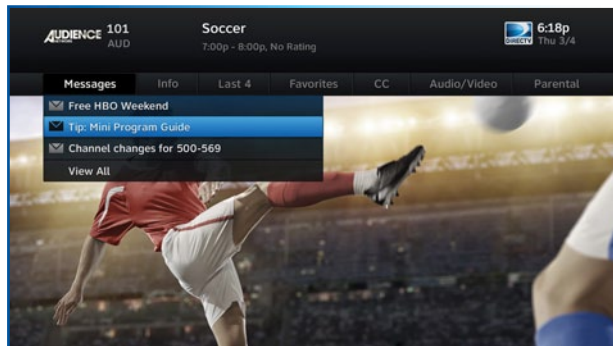 AUDIENCE 101
NETWORK AUD
Soccer
7:00p - 8:00p, No Rating
DIRECTV
6:18p
Thu 3/4
Messages Info Last 4 Favorites CC Audio/Video Parental
Free HBO Weekend
Tip: Mini Program Guide
Channel changes for 500-569
View All